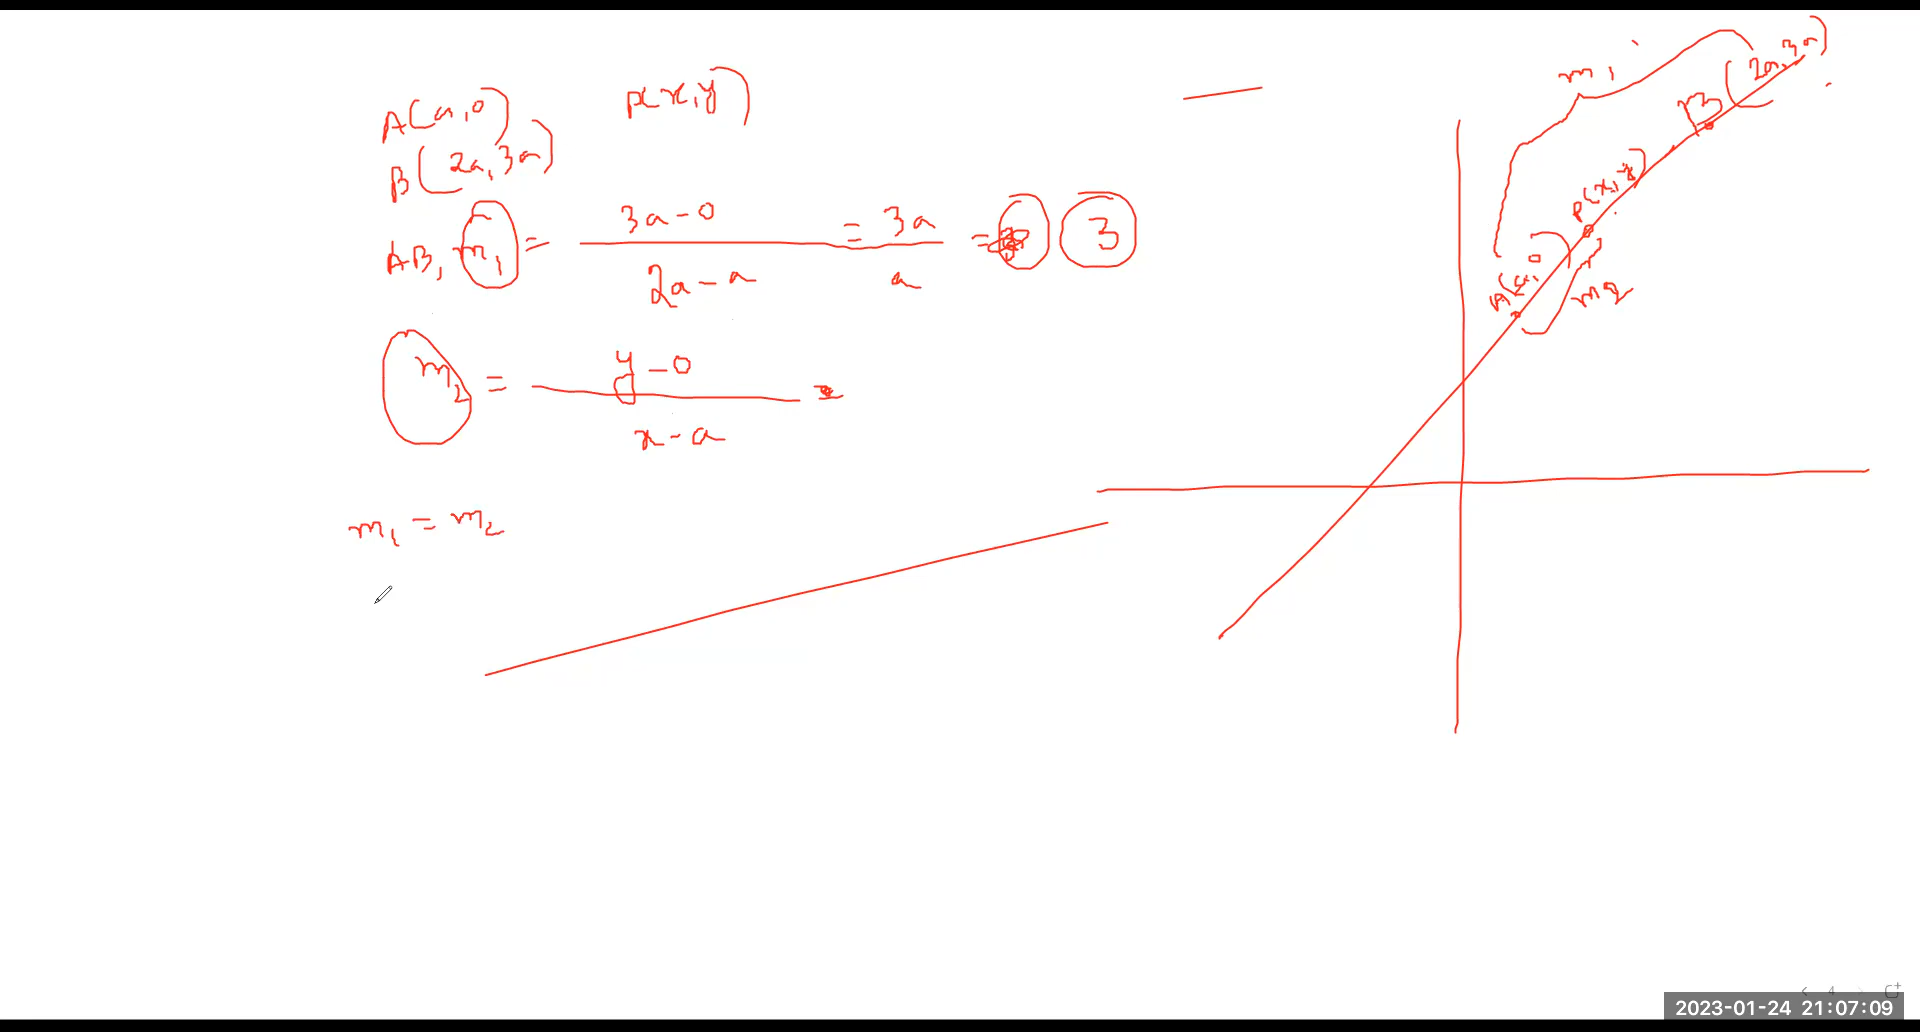 A(a,0)
P(x,y)
B(2a,3a)
AB, m1 = 3a-0 / 2a-a = 3a / a = 3
m2 = y-0 / x-a =
m1 = m2
m1
(2a,3a)
B
P(x,y)
A(a,0)
m2
4
2023-01-24 21:07:09